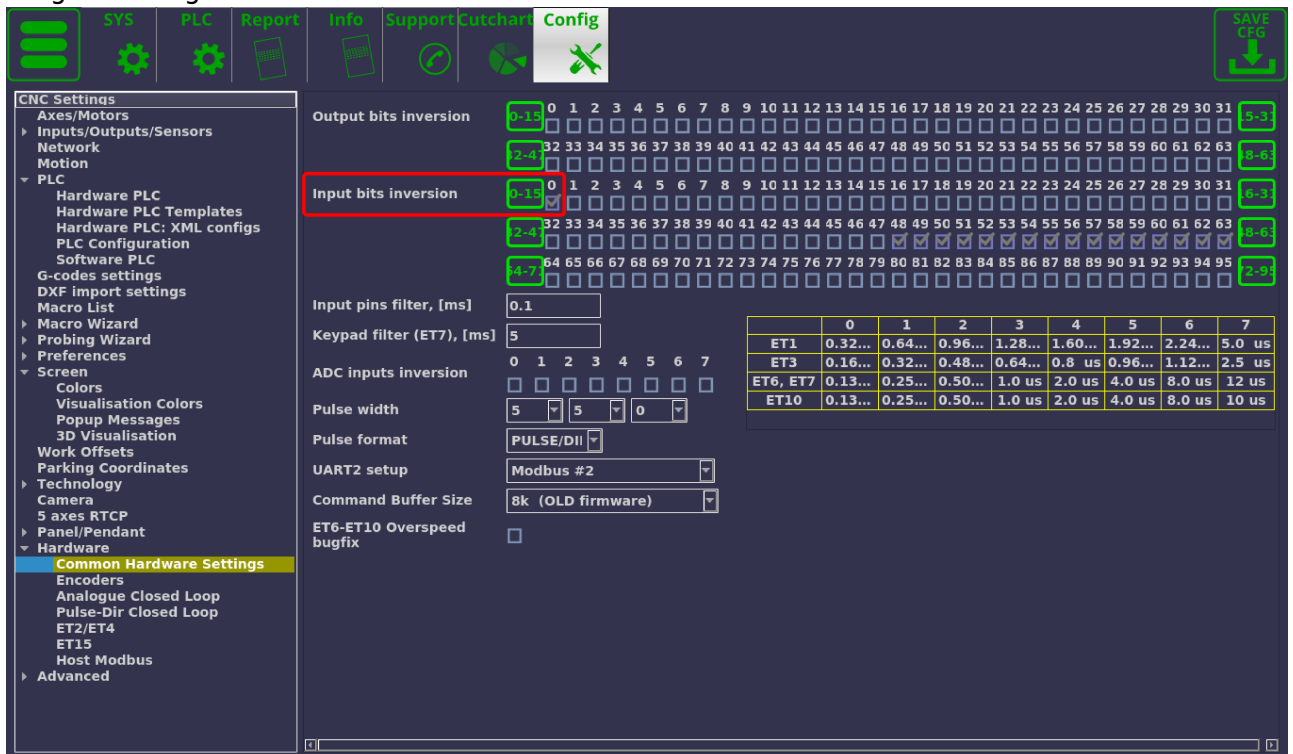 SYS PLC Report Info Support Cutchart Config SAVE CFG
CNC Settings
Axes/Motors
Inputs/Outputs/Sensors
Network
Motion
PLC
Hardware PLC
Hardware PLC Templates
Hardware PLC: XML configs
PLC Configuration
Software PLC
G-codes settings
DXF import settings
Macro List
Macro Wizard
Probing Wizard
Preferences
Screen
Colors
Visualisation Colors
Popup Messages
3D Visualisation
Work Offsets
Parking Coordinates
Technology
Camera
5 axes RTCP
Panel/Pendant
Hardware
Common Hardware Settings
Encoders
Analogue Closed Loop
Pulse-Dir Closed Loop
ET2/ET4
ET15
Host Modbus
Advanced
Output bits inversion 0-15 0 1 2 3 4 5 6 7 8 9 10 11 12 13 14 15 16 17 18 19 20 21 22 23 24 25 26 27 28 29 30 31 15-31
32-47 32 33 34 35 36 37 38 39 40 41 42 43 44 45 46 47 48 49 50 51 52 53 54 55 56 57 58 59 60 61 62 63 48-63
Input bits inversion 0-15 0 1 2 3 4 5 6 7 8 9 10 11 12 13 14 15 16 17 18 19 20 21 22 23 24 25 26 27 28 29 30 31 16-31
32-47 32 33 34 35 36 37 38 39 40 41 42 43 44 45 46 47 48 49 50 51 52 53 54 55 56 57 58 59 60 61 62 63 48-63
64-71 64 65 66 67 68 69 70 71 72 73 74 75 76 77 78 79 80 81 82 83 84 85 86 87 88 89 90 91 92 93 94 95 72-95
Input pins filter, [ms] 0.1
Keypad filter (ET7), [ms] 5
ADC inputs inversion 0 1 2 3 4 5 6 7
Pulse width 5 5 0
Pulse format PULSE/DI
UART2 setup Modbus #2
Command Buffer Size 8k (OLD firmware)
ET6-ET10 Overspeed
bugfix
0 1 2 3 4 5 6 7
ET1 0.32... 0.64... 0.96... 1.28... 1.60... 1.92... 2.24... 5.0 us
ET3 0.16... 0.32... 0.48... 0.64... 0.8 us 0.96... 1.12... 2.5 us
ET6, ET7 0.13... 0.25... 0.50... 1.0 us 2.0 us 4.0 us 8.0 us 12 us
ET10 0.13... 0.25... 0.50... 1.0 us 2.0 us 4.0 us 8.0 us 10 us